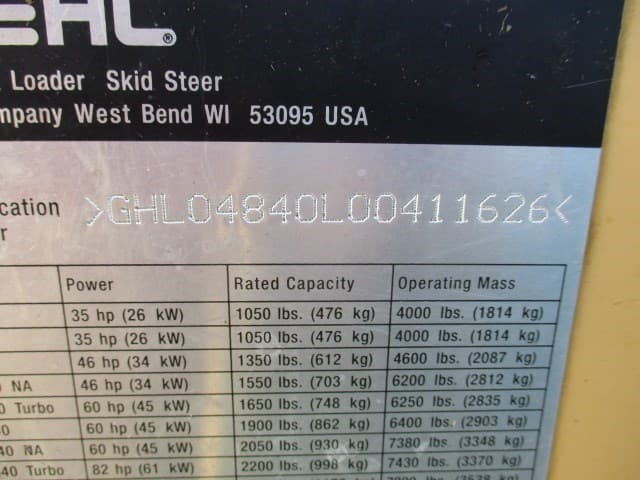 EHL®
Loader Skid Steer
mpany West Bend WI 53095 USA
cation
r
>GHL04840L00411626<
Power Rated Capacity Operating Mass
35 hp (26 kW) 1050 lbs. (476 kg) 4000 lbs. (1814 kg)
35 hp (26 kW) 1050 lbs. (476 kg) 4000 lbs. (1814 kg)
46 hp (34 kW) 1350 lbs. (612 kg) 4600 lbs. (2087 kg)
NA 46 hp (34 kW) 1550 lbs. (703 kg) 6200 lbs. (2812 kg)
0 Turbo 60 hp (45 kW) 1650 lbs. (748 kg) 6250 lbs. (2835 kg)
0 60 hp (45 kW) 1900 lbs. (862 kg) 6400 lbs. (2903 kg)
40 NA 60 hp (45 kW) 2050 lbs. (930 kg) 7380 lbs (3348 kg)
40 Turbo 82 hp (61 kW) 2200 lbs. (998 kg) 7430 lbs. (3370 kg)